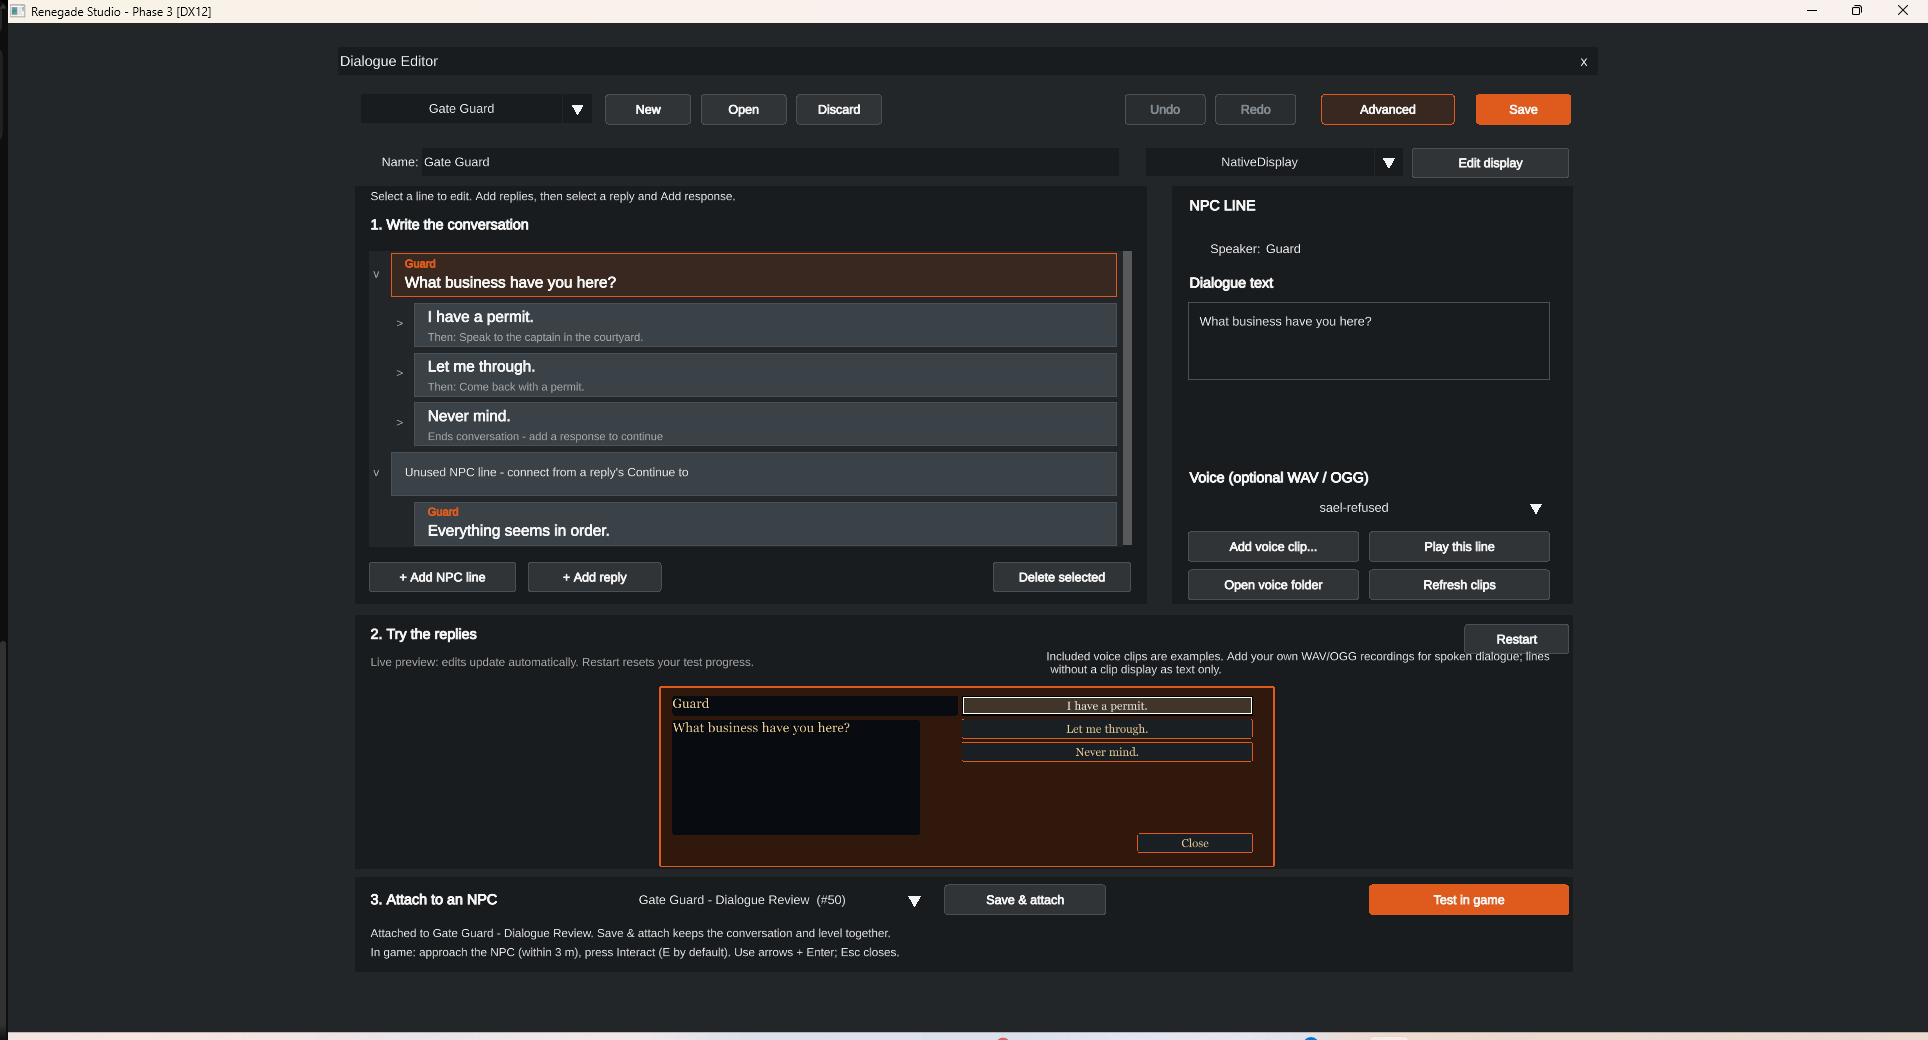 Renegade Studio - Phase 3 [DX12]
Dialogue Editor
x
Gate Guard
New
Open
Discard
Undo
Redo
Advanced
Save
Name: Gate Guard
NativeDisplay
Edit display
Select a line to edit. Add replies, then select a reply and Add response.
1. Write the conversation
v
Guard
What business have you here?
>
I have a permit.
Then: Speak to the captain in the courtyard.
>
Let me through.
Then: Come back with a permit.
>
Never mind.
Ends conversation - add a response to continue
v
Unused NPC line - connect from a reply's Continue to
Guard
Everything seems in order.
+ Add NPC line
+ Add reply
Delete selected
NPC LINE
Speaker: Guard
Dialogue text
What business have you here?
Voice (optional WAV / OGG)
sael-refused
Add voice clip...
Play this line
Open voice folder
Refresh clips
2. Try the replies
Restart
Live preview: edits update automatically. Restart resets your test progress.
Included voice clips are examples. Add your own WAV/OGG recordings for spoken dialogue; lines
without a clip display as text only.
Guard
What business have you here?
I have a permit.
Let me through.
Never mind.
Close
3. Attach to an NPC
Gate Guard - Dialogue Review (#50)
Save & attach
Test in game
Attached to Gate Guard - Dialogue Review. Save & attach keeps the conversation and level together.
In game: approach the NPC (within 3 m), press Interact (E by default). Use arrows + Enter; Esc closes.